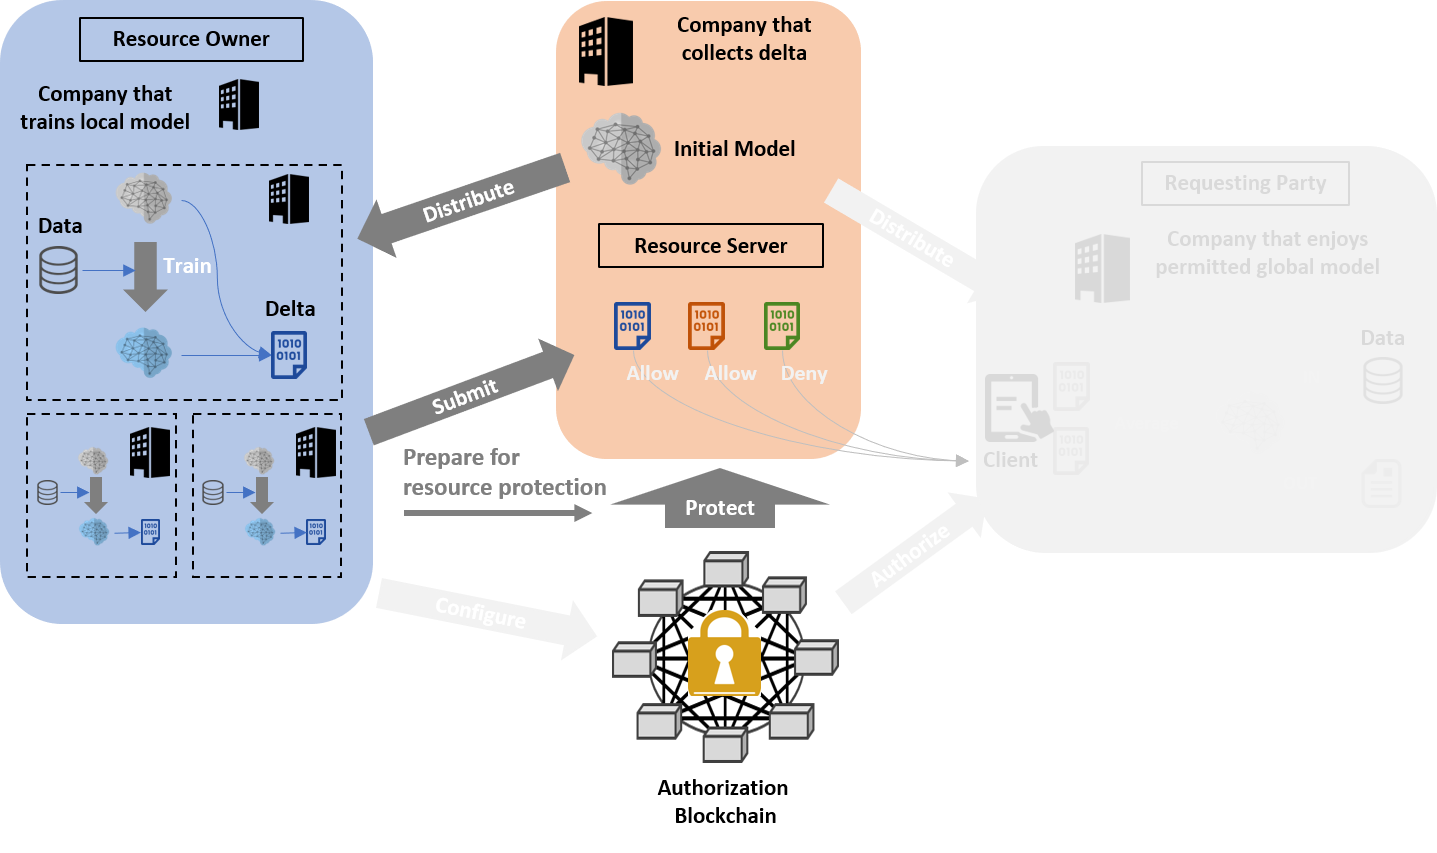 Resource Owner
Company that
trains local model
Data
Train
Delta
1010
0101
1010
0101
1010
0101
Distribute
Submit
Prepare for
resource protection
Configure
Company that
collects delta
Initial Model
Resource Server
1010
0101
1010
0101
1010
0101
Allow
Allow
Deny
Protect
Authorization
Blockchain
Distribute
Authorize
Requesting Party
Company that enjoys
permitted global model
Data
1010
0101
1010
0101
Client